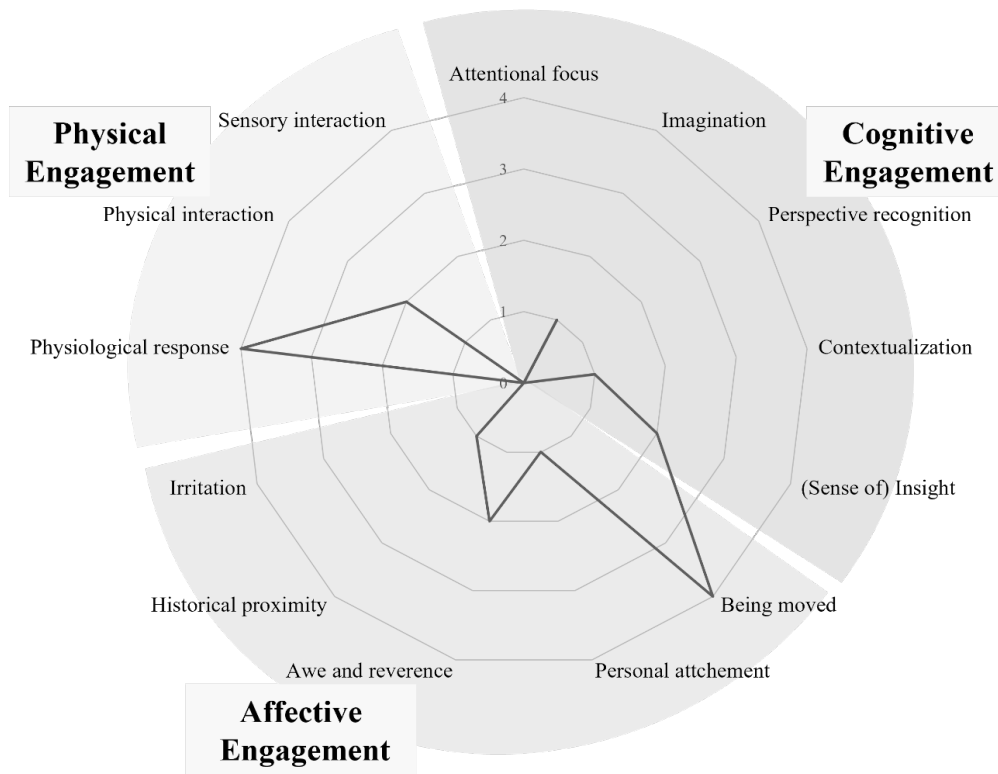 Attentional focus
4
Sensory interaction
Imagination
Physical
Engagement
Cognitive
Engagement
3
Physical interaction
Perspective recognition
2
1
Physiological response
Contextualization
0
Irritation
(Sense of) Insight
Historical proximity
Being moved
Awe and reverence
Personal attchement
Affective
Engagement